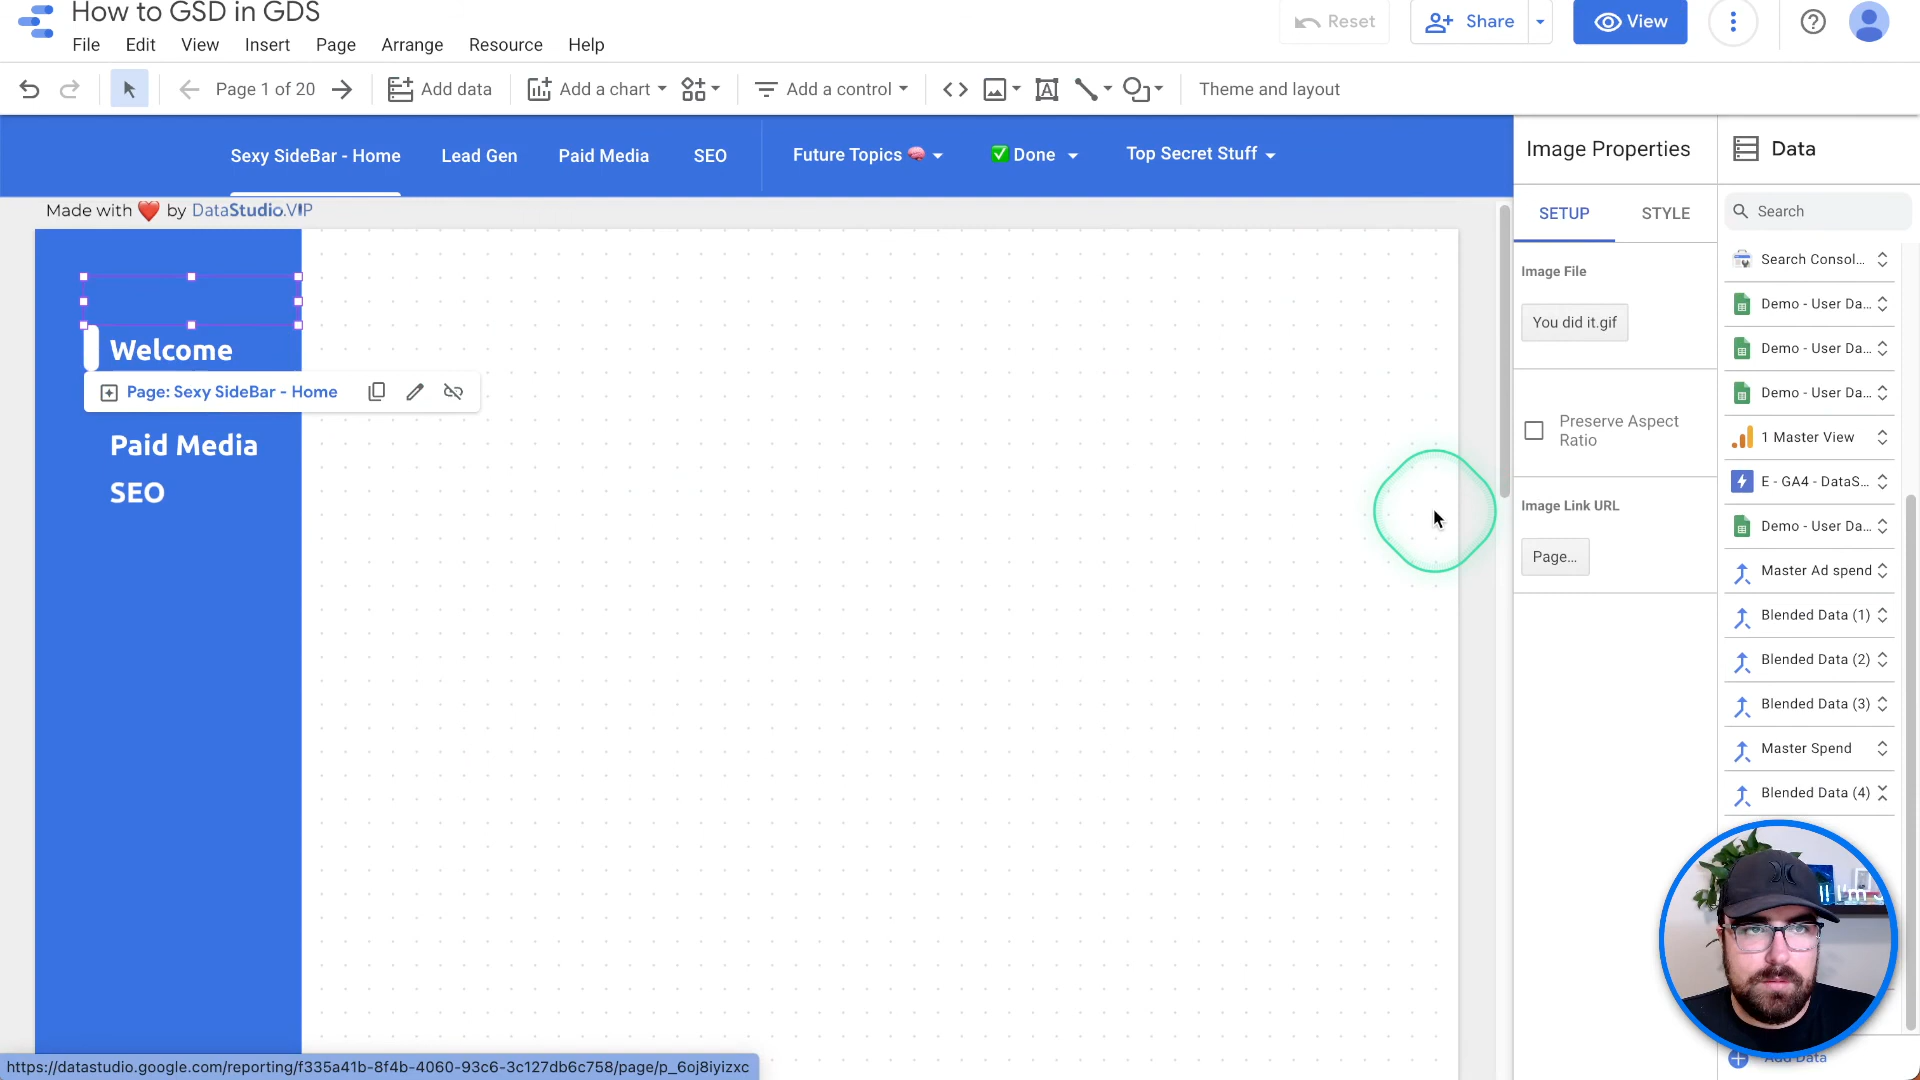 How to GSD in GDS
Reset
Share
View
File Edit View Insert Page Arrange Resource Help
Page 1 of 20
Add data
Add a chart
Add a control
Theme and layout
Sexy SideBar - Home
Lead Gen
Paid Media
SEO
Future Topics 🧠
✅ Done
Top Secret Stuff
Made with ❤️ by DataStudio.VIP
Welcome
Page: Sexy SideBar - Home
Paid Media
SEO
Image Properties
SETUP STYLE
Image File
You did it.gif
Preserve Aspect
Ratio
Image Link URL
Page...
Data
Search
Search Consol...
Demo - User Da...
Demo - User Da...
Demo - User Da...
1 Master View
E - GA4 - DataS...
Demo - User Da...
Master Ad spend
Blended Data (1)
Blended Data (2)
Blended Data (3)
Master Spend
Blended Data (4)
Add Data
https://datastudio.google.com/reporting/f335a41b-8f4b-4060-93c6-3c127db6c758/page/p_6oj8iyizxc